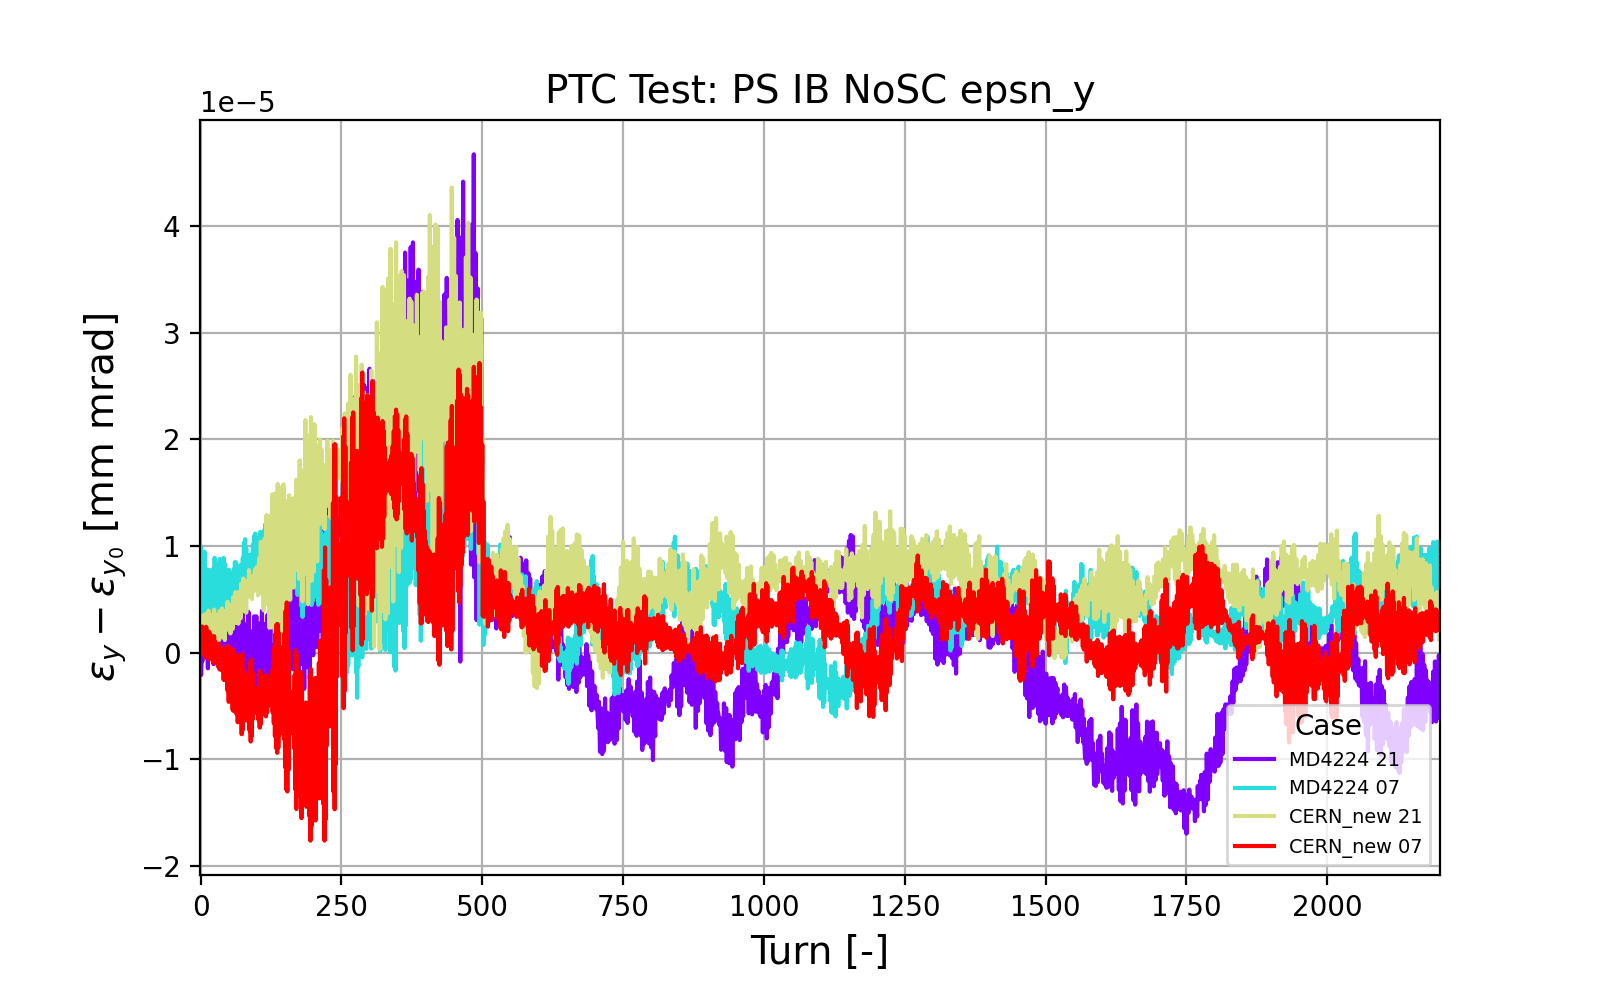 PTC Test: PS IB NoSC epsn_y
1e−5
4
3
2
1
0
−1
−2
εy − εy0 [mm mrad]
0 250 500 750 1000 1250 1500 1750 2000
Turn [-]
Case
MD4224 21
MD4224 07
CERN_new 21
CERN_new 07